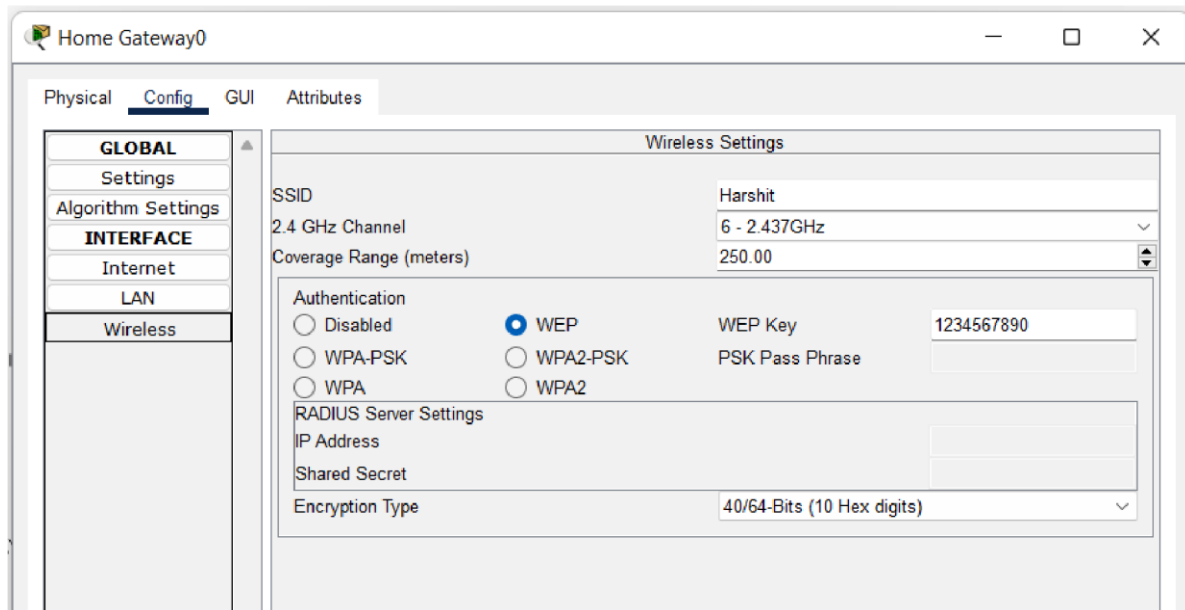 Home Gateway0
Physical Config GUI Attributes
GLOBAL
Settings
Algorithm Settings
INTERFACE
Internet
LAN
Wireless
Wireless Settings
SSID Harshit
2.4 GHz Channel 6 - 2.437GHz
Coverage Range (meters) 250.00
Authentication
Disabled WEP WEP Key 1234567890
WPA-PSK WPA2-PSK PSK Pass Phrase
WPA WPA2
RADIUS Server Settings
IP Address
Shared Secret
Encryption Type 40/64-Bits (10 Hex digits)